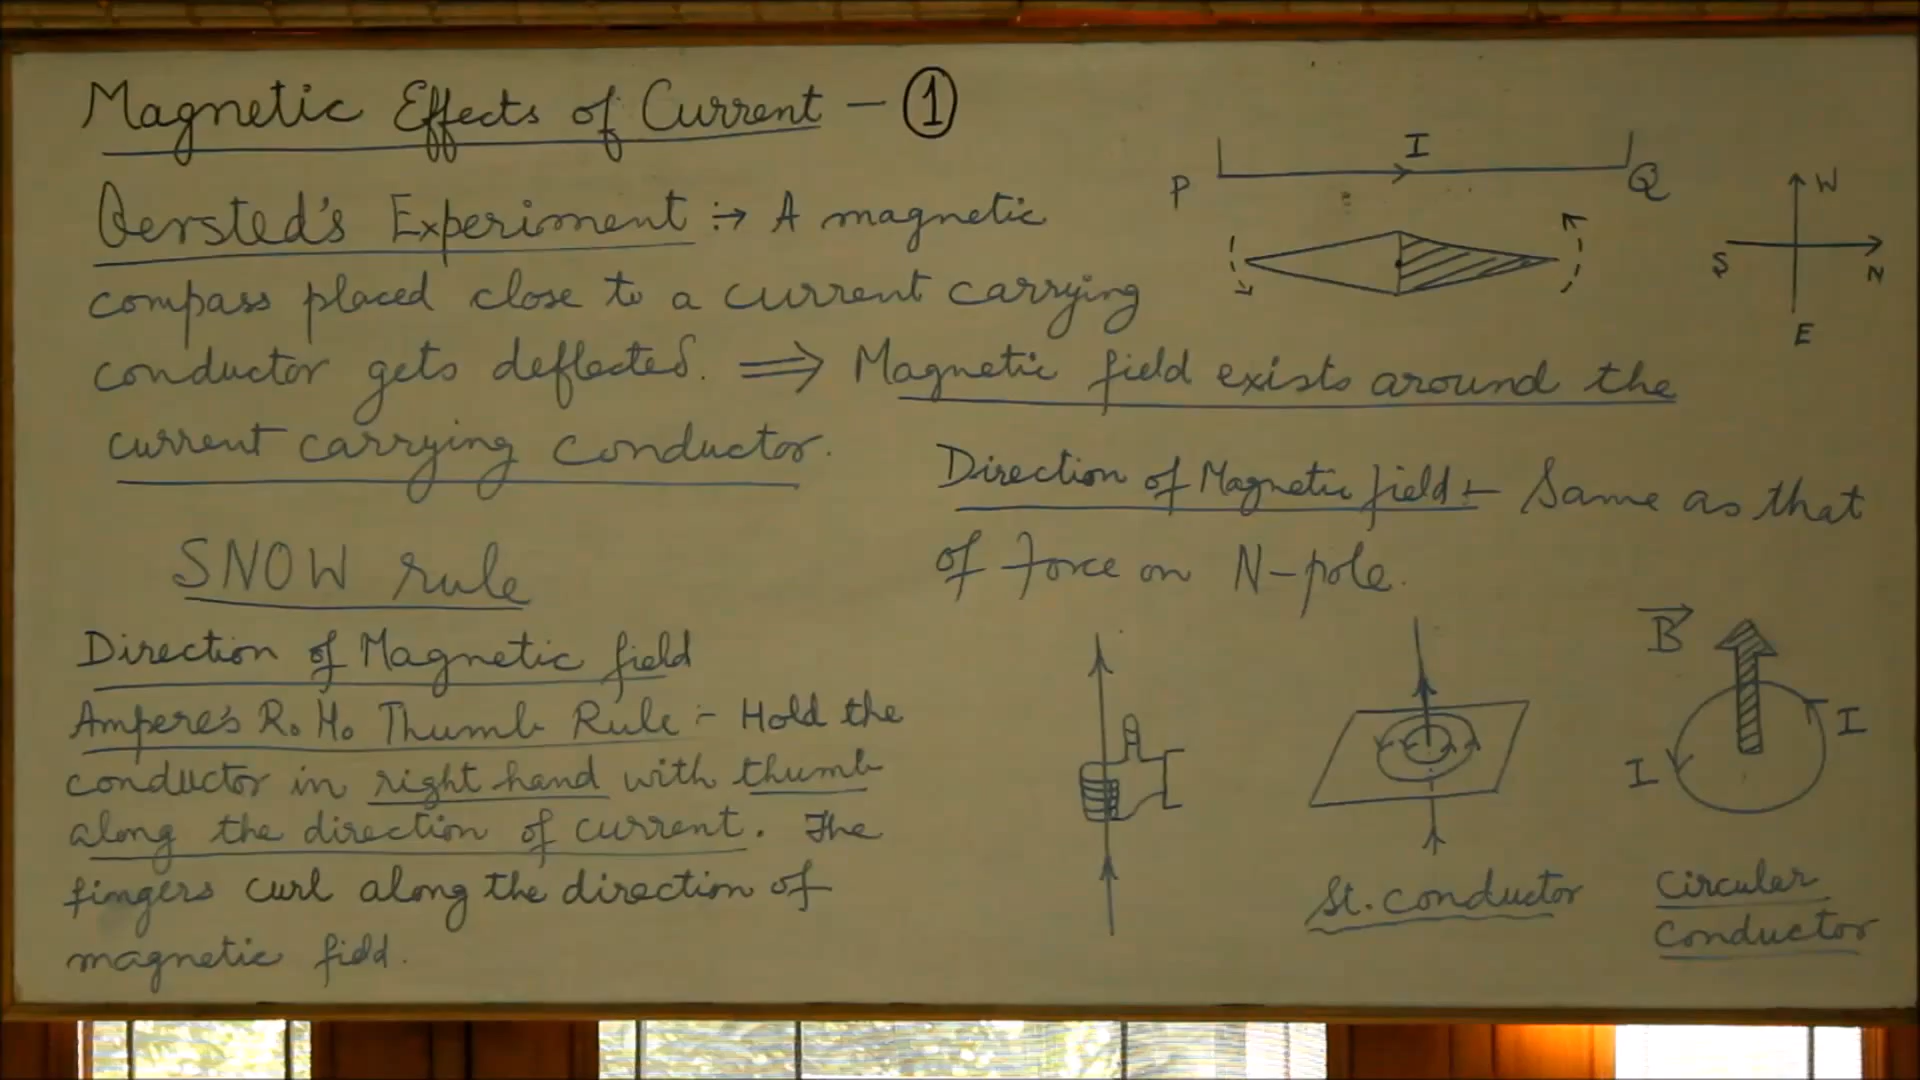 Magnetic Effects of Current - 1
Oersted's Experiment :→ A magnetic
compass placed close to a current carrying
conductor gets deflected. ⇒ Magnetic field exists around the
current carrying conductor.
I
P
Q
W
S
N
E
Direction of Magnetic field :- Same as that
of force on N-pole.
SNOW rule
Direction of Magnetic field
Ampere's R. H. Thumb Rule :- Hold the
conductor in right hand with thumb
along the direction of current. The
fingers curl along the direction of
magnetic field.
St. conductor
B
I
I
Circular
conductor